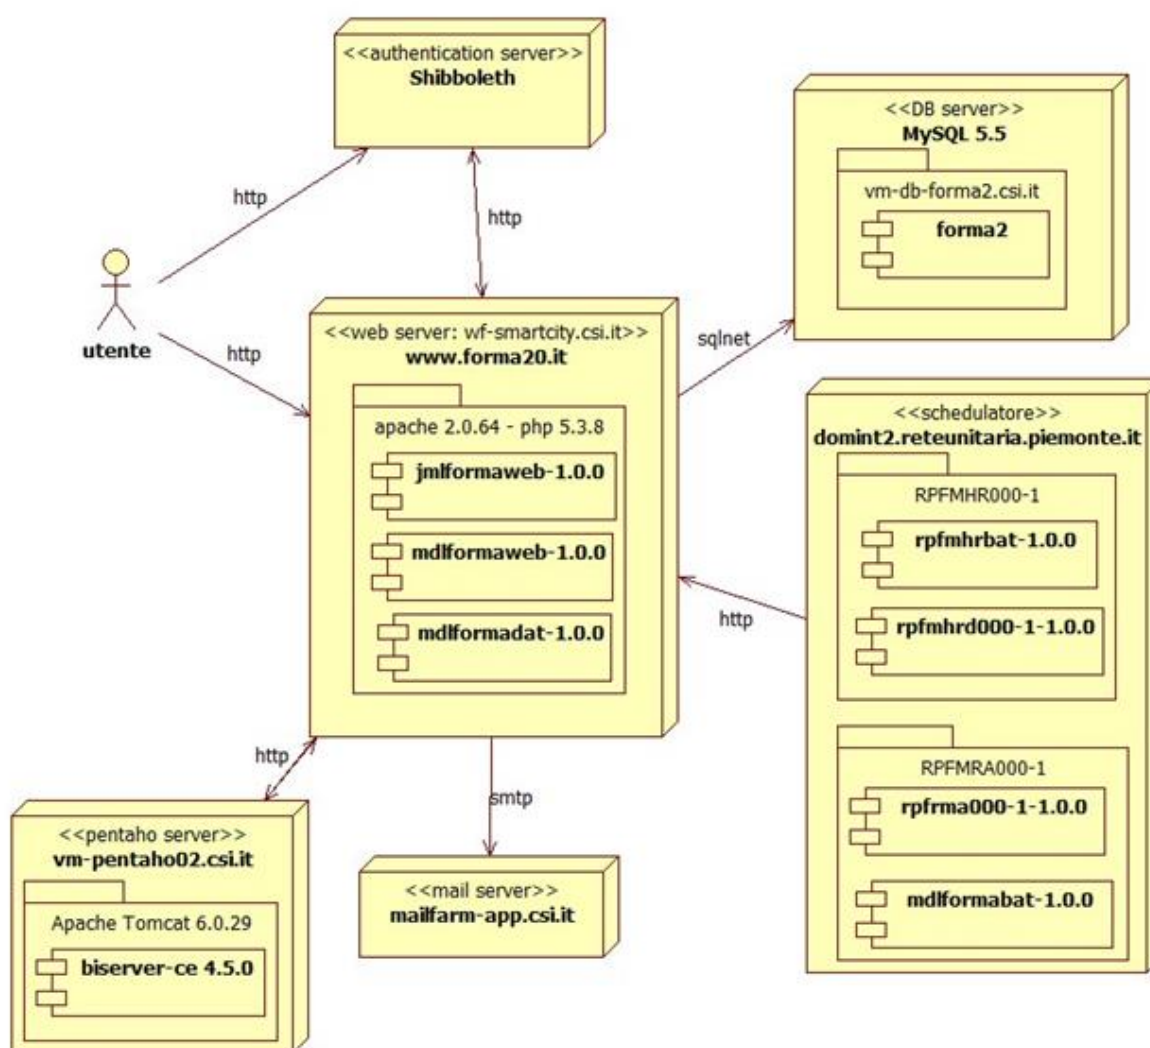 <<authentication server>>
Shibboleth
<<DB server>>
MySQL 5.5
vm-db-forma2.csi.it
forma2
http
http
utente
http
<<web server: wf-smartcity.csi.it>>
www.forma20.it
apache 2.0.64 - php 5.3.8
jmlformaweb-1.0.0
mdlformaweb-1.0.0
mdlformadat-1.0.0
sqlnet
<<schedulatore>>
domint2.reteunitaria.piemonte.it
RPFMHR000-1
rpfmhrbat-1.0.0
rpfmhrd000-1-1.0.0
http
RPFMRA000-1
rpfrma000-1-1.0.0
mdlformabat-1.0.0
http
smtp
<<pentaho server>>
vm-pentaho02.csi.it
Apache Tomcat 6.0.29
biserver-ce 4.5.0
<<mail server>>
mailfarm-app.csi.it